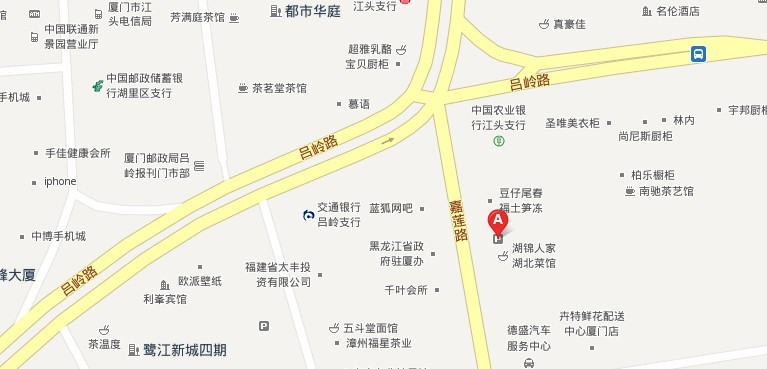 厦门市江
头电信局
芳满庭茶馆
都市华庭
江头支行
真豪佳
名伦酒店
中国联通新
景园营业厅
超雅乳酪
宝贝厨柜
吕岭路
中国邮政储蓄银
行湖里区支行
茶茗堂茶馆
慕语
手机城
中国农业银
行江头支行
圣唯美衣柜
林内
尚尼斯厨柜
宇邦厨柜
吕岭路
手佳健康会所
厦门邮政局吕
岭报刊门市部
iphone
柏乐橱柜
南驰茶艺馆
豆仔尾春
福土笋冻
A
交通银行
吕岭支行
蓝狐网吧
嘉莲路
中博手机城
黑龙江省政
府驻厦办
湖锦人家
湖北菜馆
P
峰大厦
吕岭路
欧派壁纸
利峯宾馆
福建省太丰投
资有限公司
千叶会所
P
五斗堂面馆
漳州福星茶业
德盛汽车
服务中心
卉特鲜花配送
中心厦门店
茶温度
鹭江新城四期